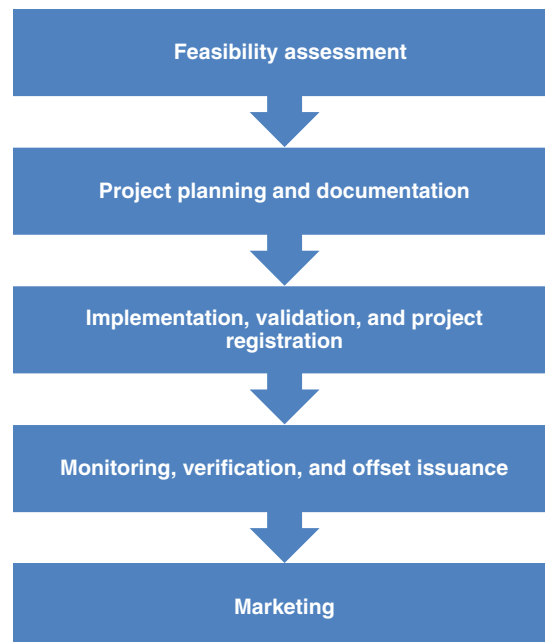 Feasibility assessment
Project planning and documentation
Implementation, validation, and project
registration
Monitoring, verification, and offset issuance
Marketing